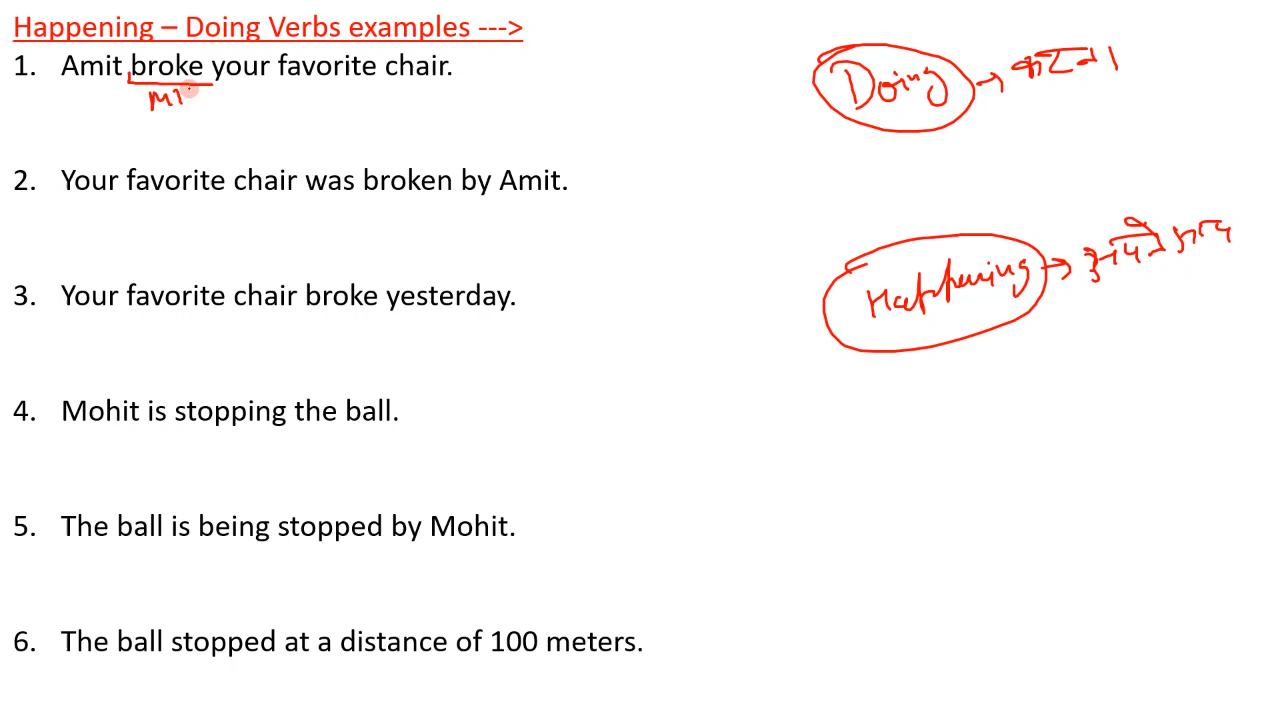 Happening – Doing Verbs examples --->
1. Amit broke your favorite chair.
Doing → करना
2. Your favorite chair was broken by Amit.
Happening →
3. Your favorite chair broke yesterday.
4. Mohit is stopping the ball.
5. The ball is being stopped by Mohit.
6. The ball stopped at a distance of 100 meters.